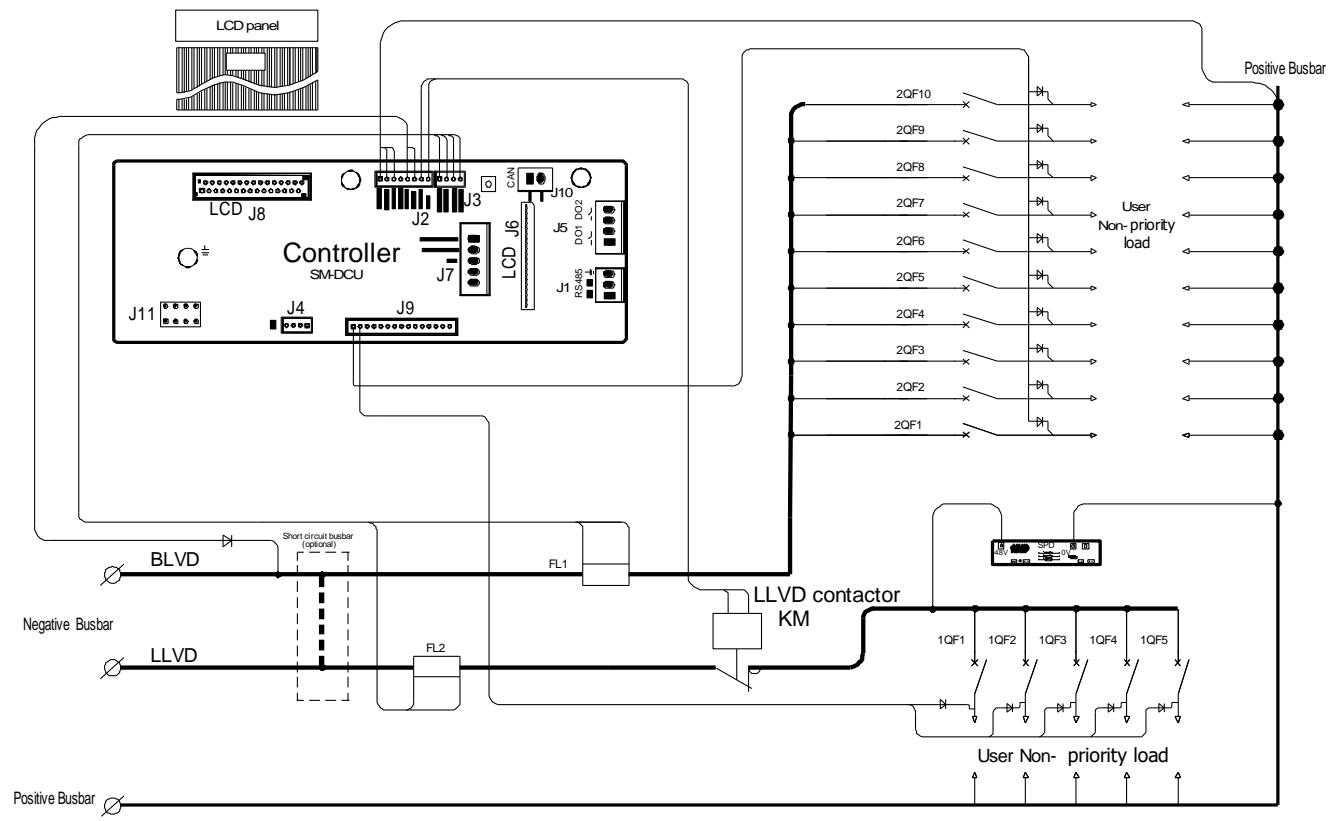 LCD panel
Positive Busbar
2QF10
2QF9
2QF8
2QF7
2QF6
2QF5
2QF4
2QF3
2QF2
2QF1
User
Non- priority
load
LCD J8
J2
J3
CAN
J10
J6
LCD
J5
DO1 DO2
J7
Controller
SM-DCU
J1
RS485
J11
J4
J9
Short circuit busbar
(optional)
BLVD
FL1
48V
SPD
0V
LLVD contactor
KM
Negative Busbar
LLVD
FL2
1QF1
1QF2
1QF3
1QF4
1QF5
User Non- priority load
Positive Busbar